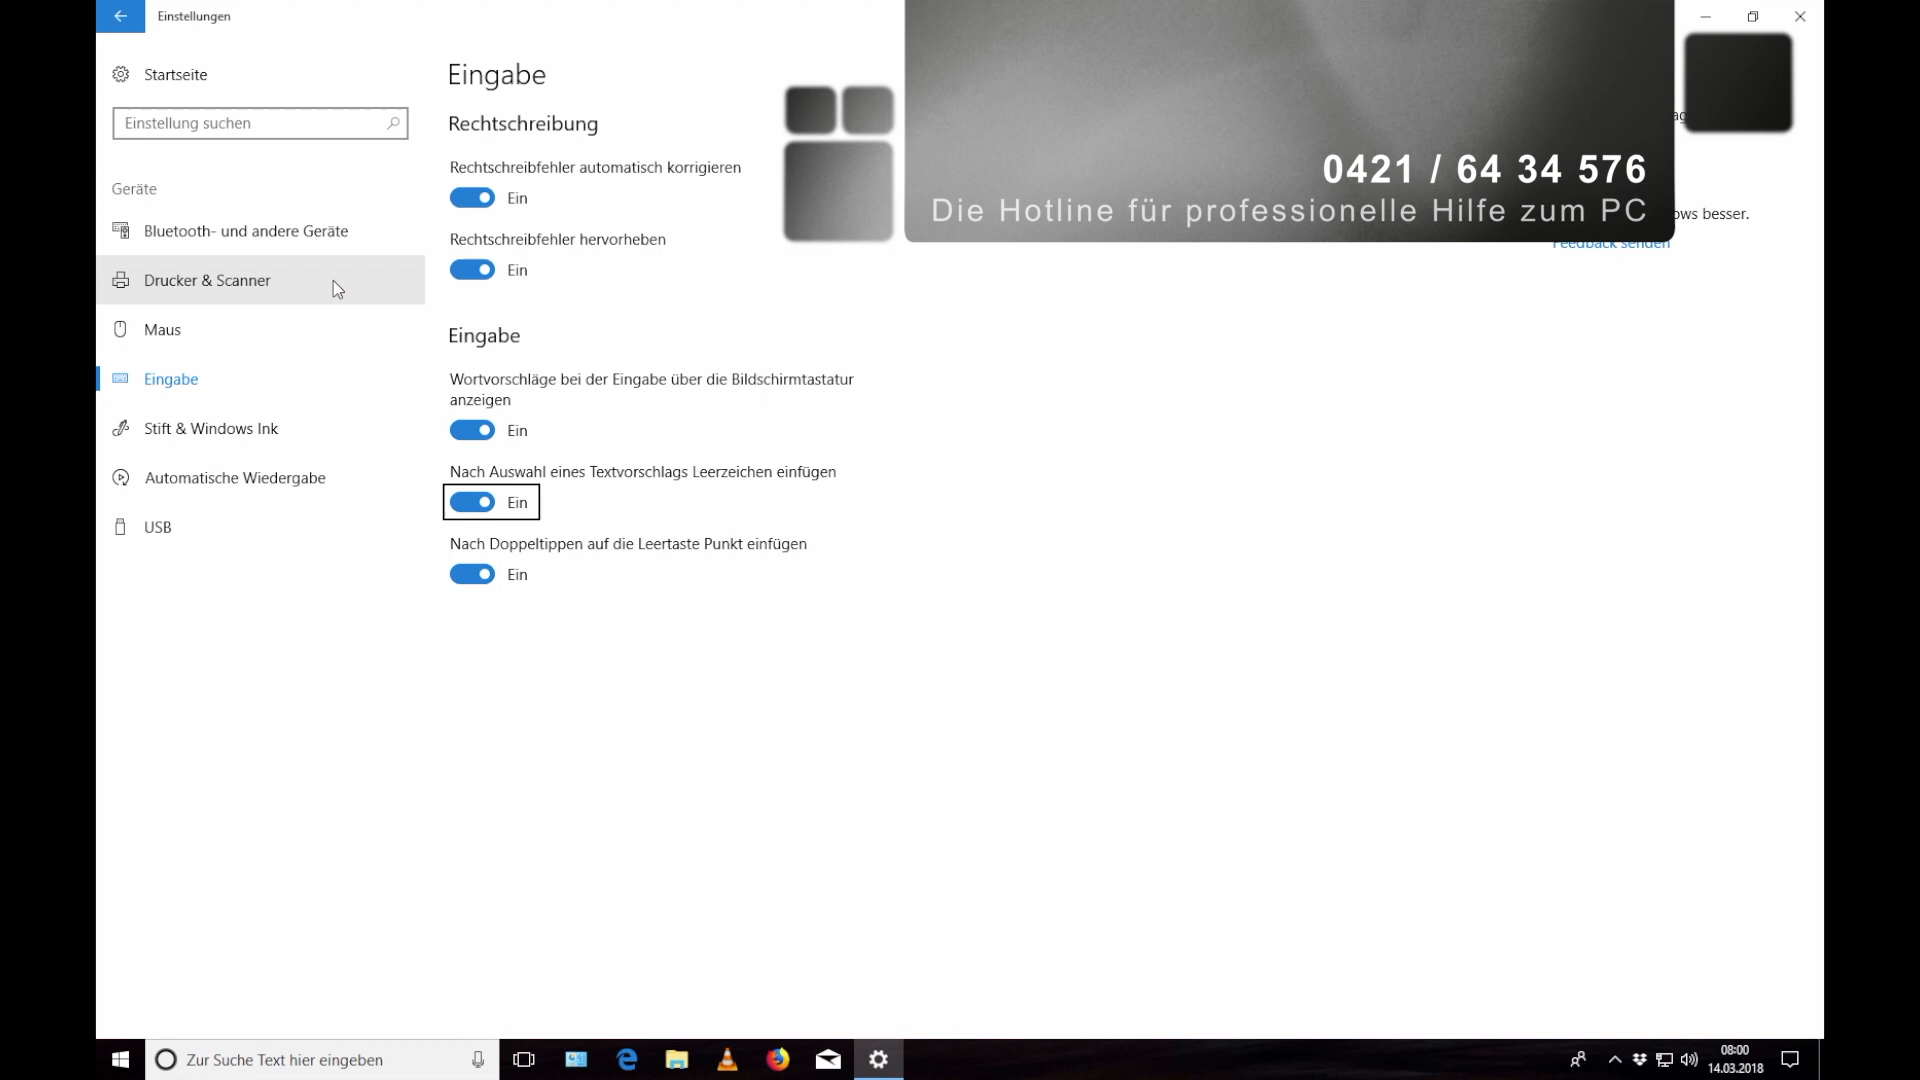 Einstellungen
Startseite
Einstellung suchen
Geräte
Bluetooth- und andere Geräte
Drucker & Scanner
Maus
Eingabe
Stift & Windows Ink
Automatische Wiedergabe
USB
Eingabe
Rechtschreibung
Rechtschreibfehler automatisch korrigieren
Ein
Rechtschreibfehler hervorheben
Ein
Eingabe
Wortvorschläge bei der Eingabe über die Bildschirmtastatur
anzeigen
Ein
Nach Auswahl eines Textvorschlags Leerzeichen einfügen
Ein
Nach Doppeltippen auf die Leertaste Punkt einfügen
Ein
0421 / 64 34 576
Die Hotline für professionelle Hilfe zum PC
besser.
Feedback senden
Zur Suche Text hier eingeben
08:00
14.03.2018